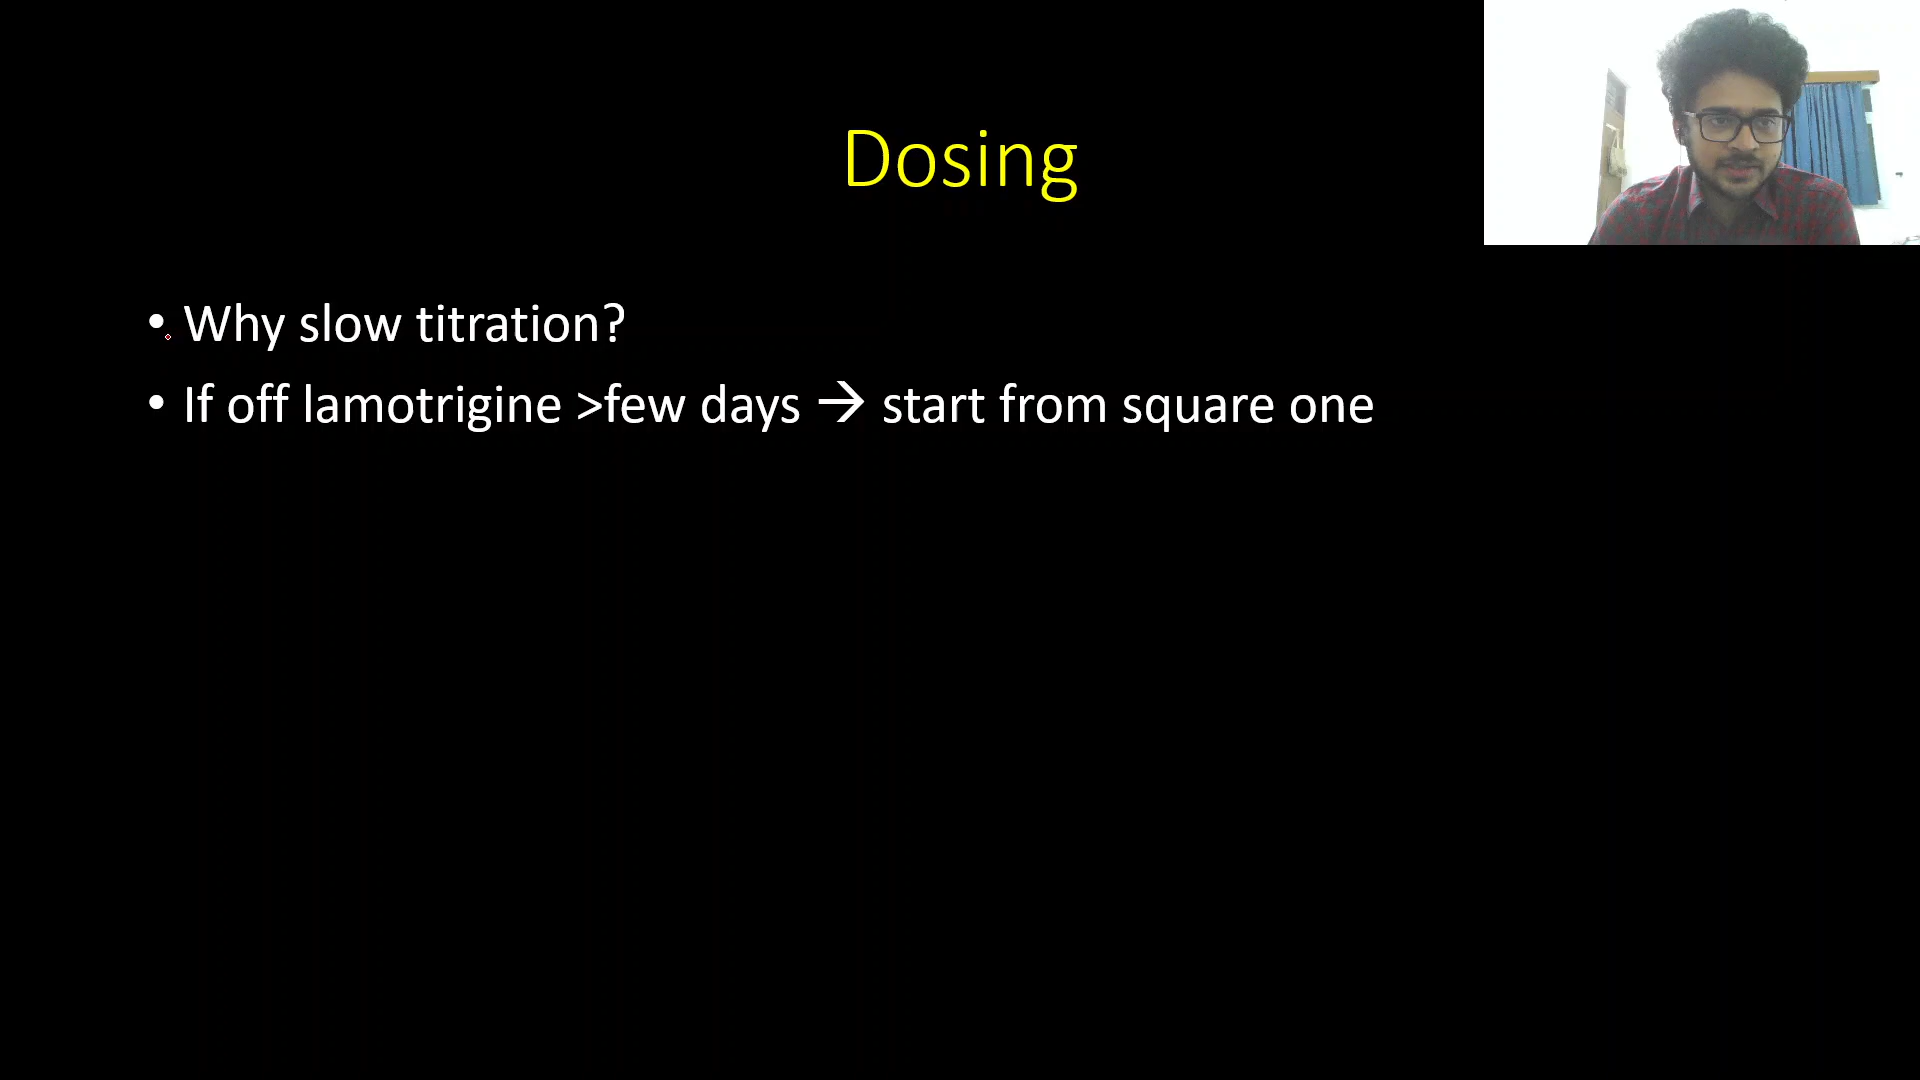 Dosing
• Why slow titration?
• If off lamotrigine >few days → start from square one